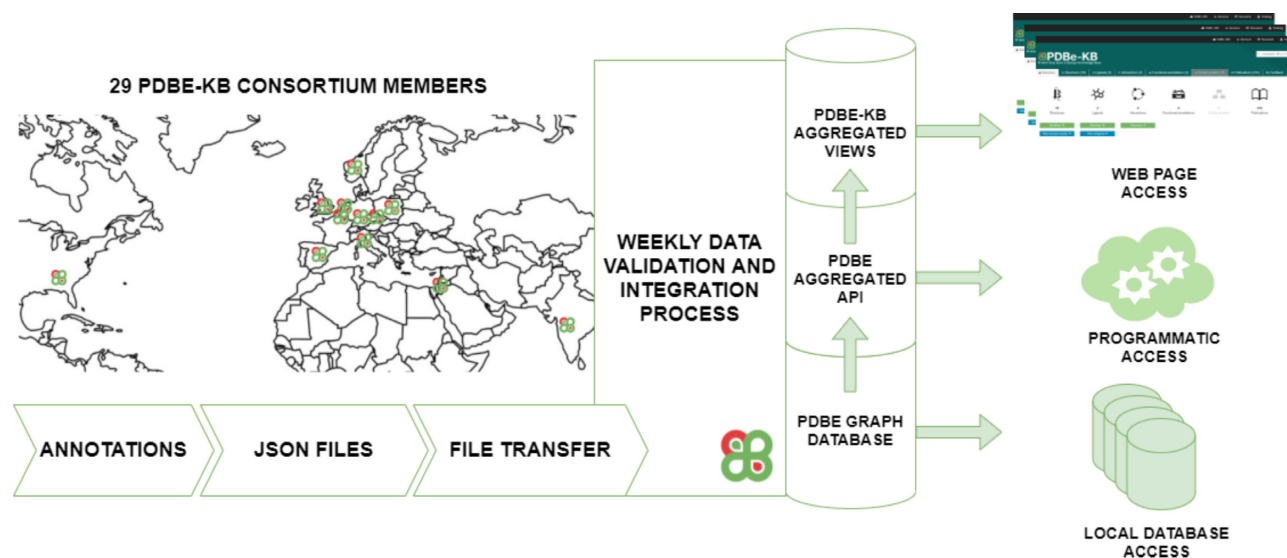 29 PDBE-KB CONSORTIUM MEMBERS
WEEKLY DATA
VALIDATION AND
INTEGRATION
PROCESS
ANNOTATIONS
JSON FILES
FILE TRANSFER
PDBE-KB
AGGREGATED
VIEWS
PDBE
AGGREGATED
API
PDBE GRAPH
DATABASE
PDBe-KB
WEB PAGE
ACCESS
PROGRAMMATIC
ACCESS
LOCAL DATABASE
ACCESS